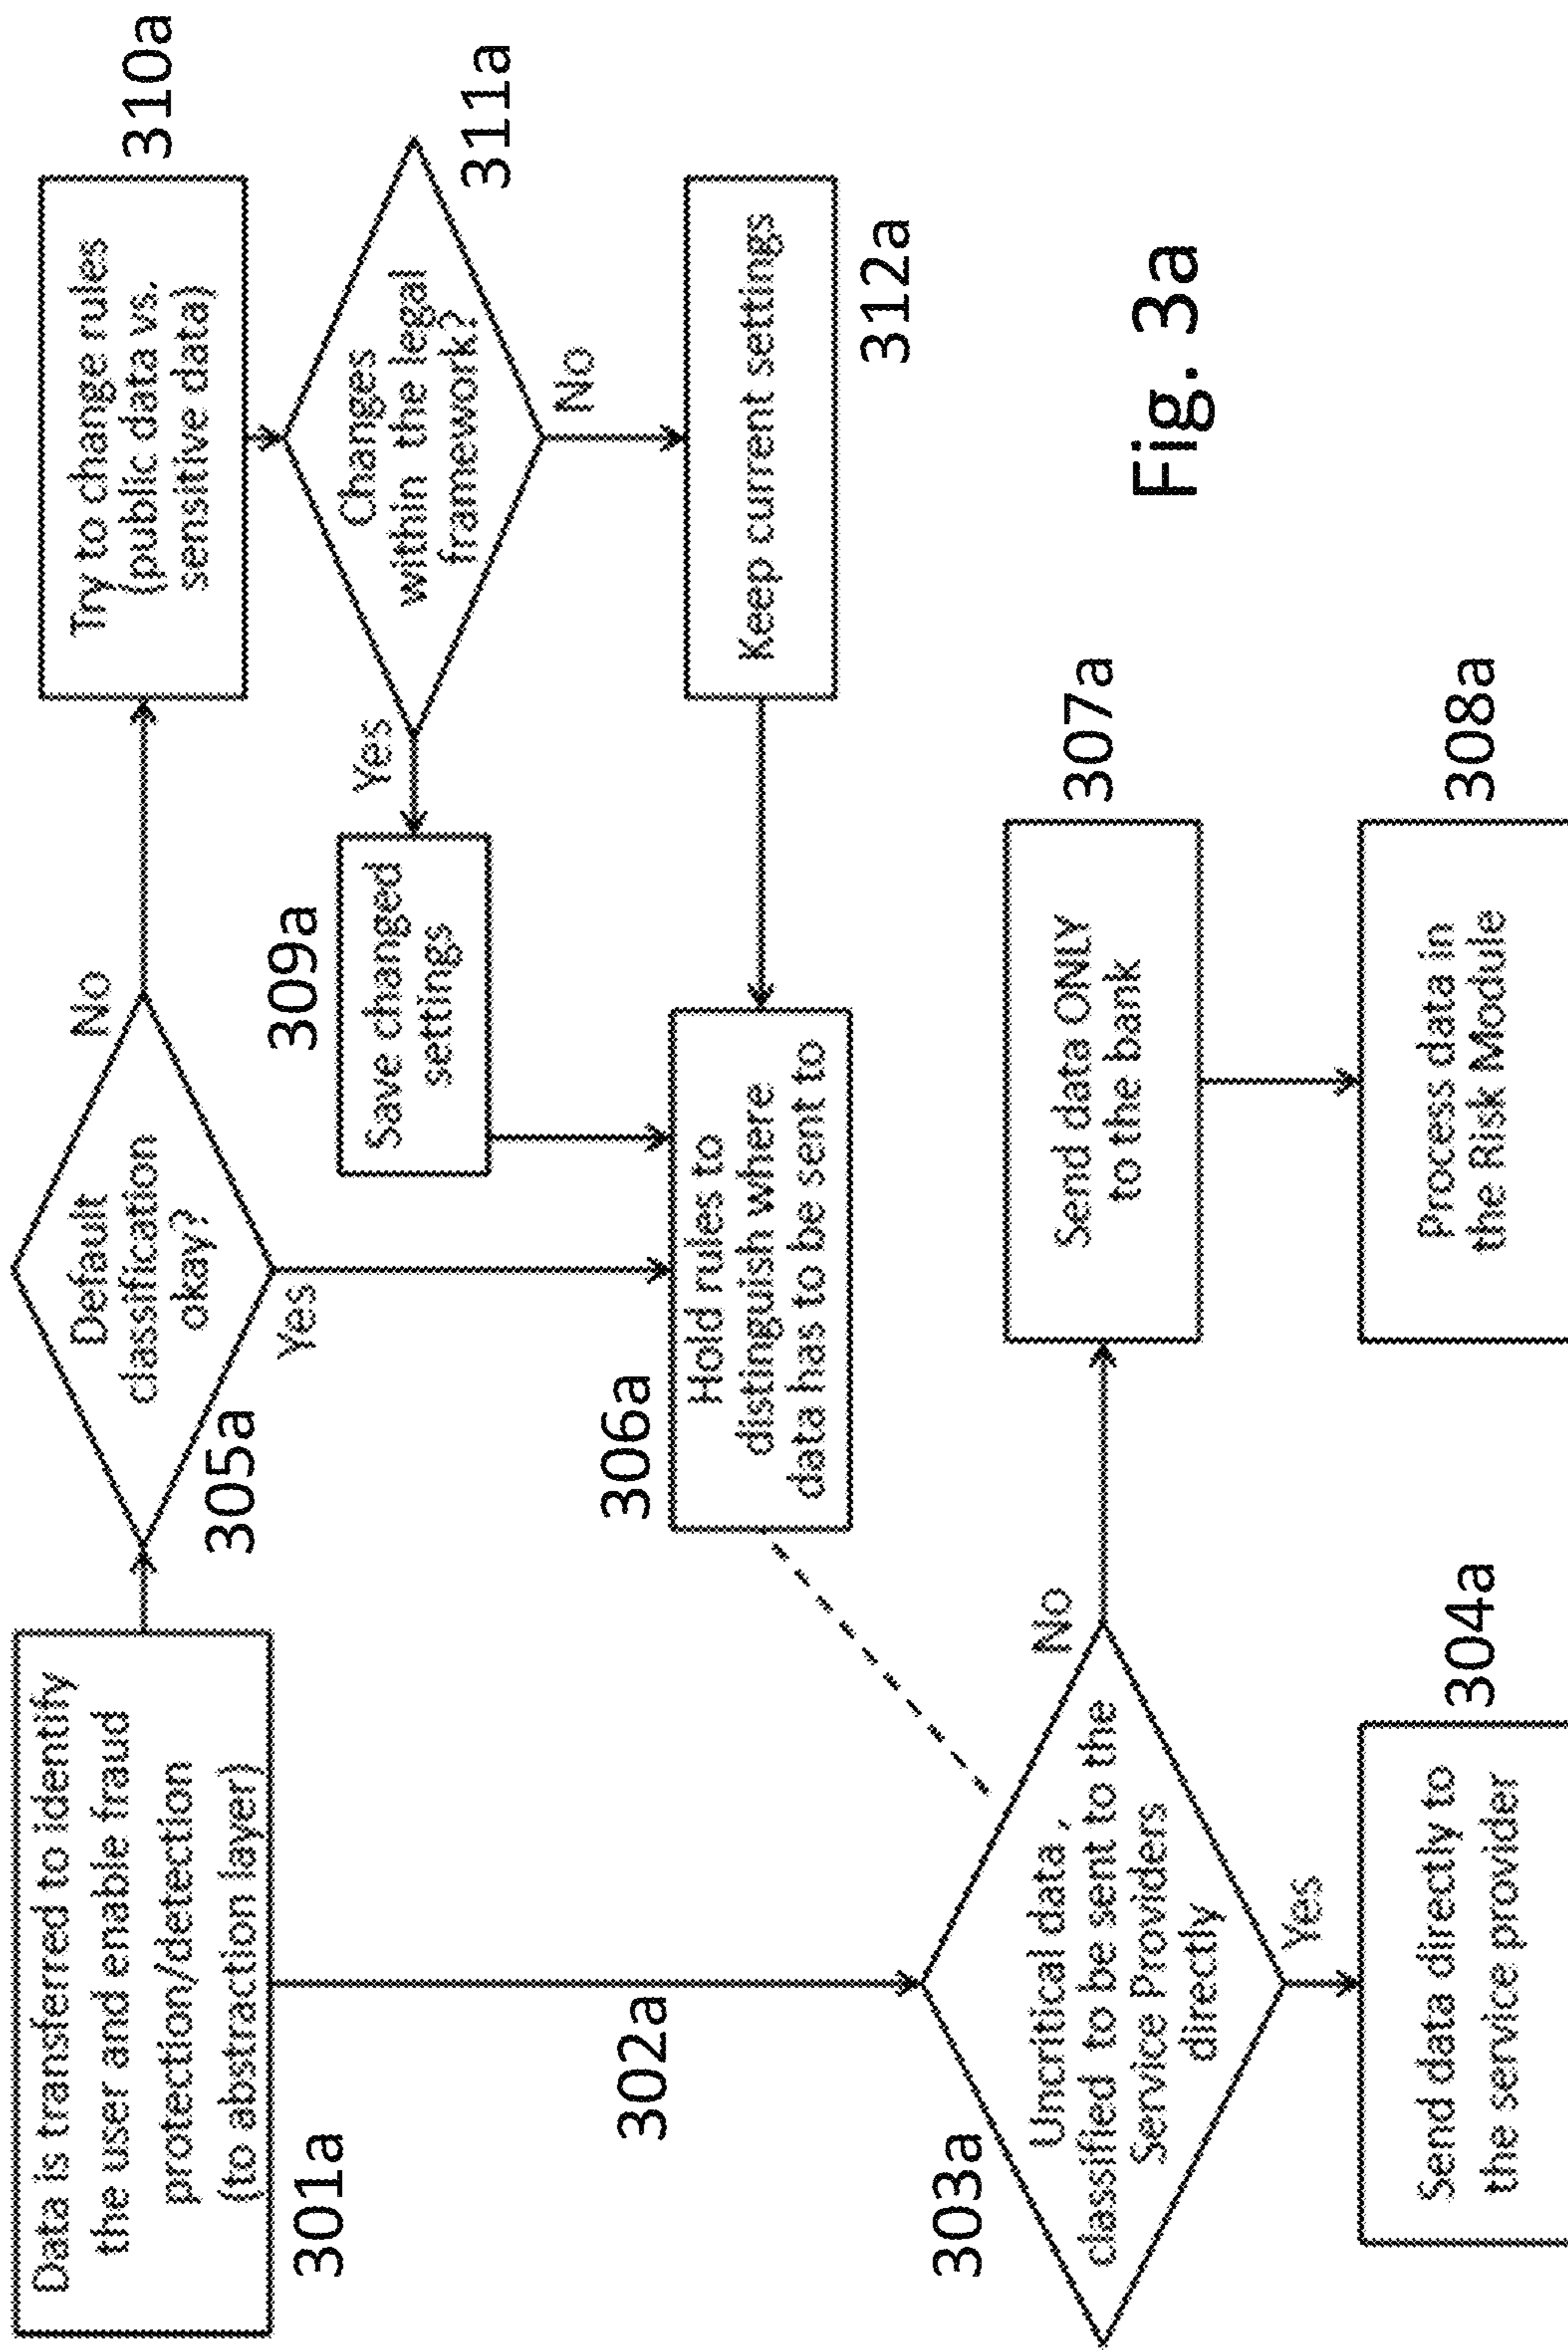 Data is transferred to identify
the user and enable fraud
protection/detection
(to abstraction layer)
301a
Default
classification
okay?
305a
No
Yes
Try to change rules
(public data vs.
sensitive data)
310a
Changes
within the legal
framework?
311a
Yes
No
309a
Save changed
settings
Keep current settings
312a
306a
Hold rules to
distinguish where
data has to be sent to
302a
303a
Uncritical data,
classified to be sent to the
Service Providers
directly
No
Yes
Send data ONLY
to the bank
307a
Send data directly to
the service provider
304a
Process data in
the Risk Module
308a
Fig. 3a